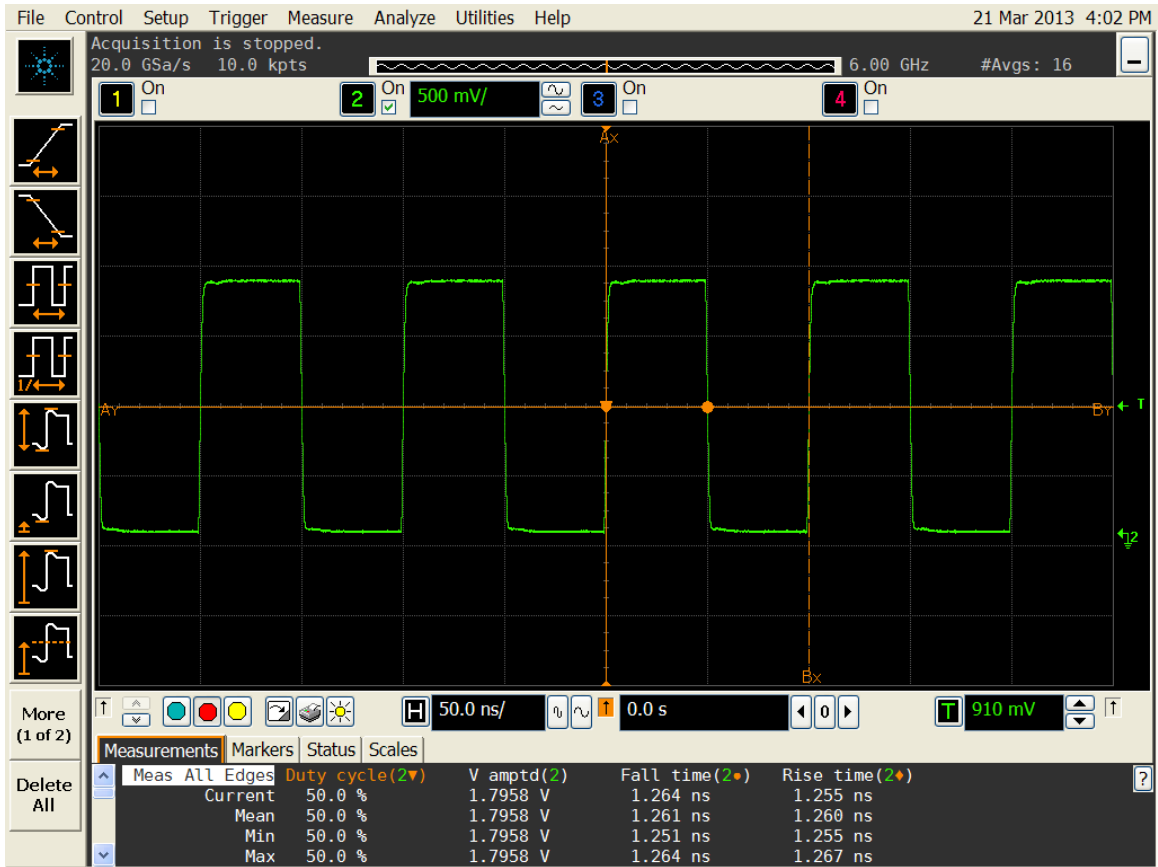 File Control Setup Trigger Measure Analyze Utilities Help 21 Mar 2013 4:02 PM
Acquisition is stopped.
20.0 GSa/s 10.0 kpts 6.00 GHz #Avgs: 16
1 On 2 On 500 mV/ 3 On 4 On
Ax
AY BY T
2
1/
Bx
More
(1 of 2)
Delete
All
H 50.0 ns/ 0.0 s 0 T 910 mV
Measurements Markers Status Scales
Meas All Edges Duty cycle(2▼) V amptd(2) Fall time(2●) Rise time(2♦) ?
Current 50.0 % 1.7958 V 1.264 ns 1.255 ns
Mean 50.0 % 1.7958 V 1.261 ns 1.260 ns
Min 50.0 % 1.7958 V 1.251 ns 1.255 ns
Max 50.0 % 1.7958 V 1.264 ns 1.267 ns